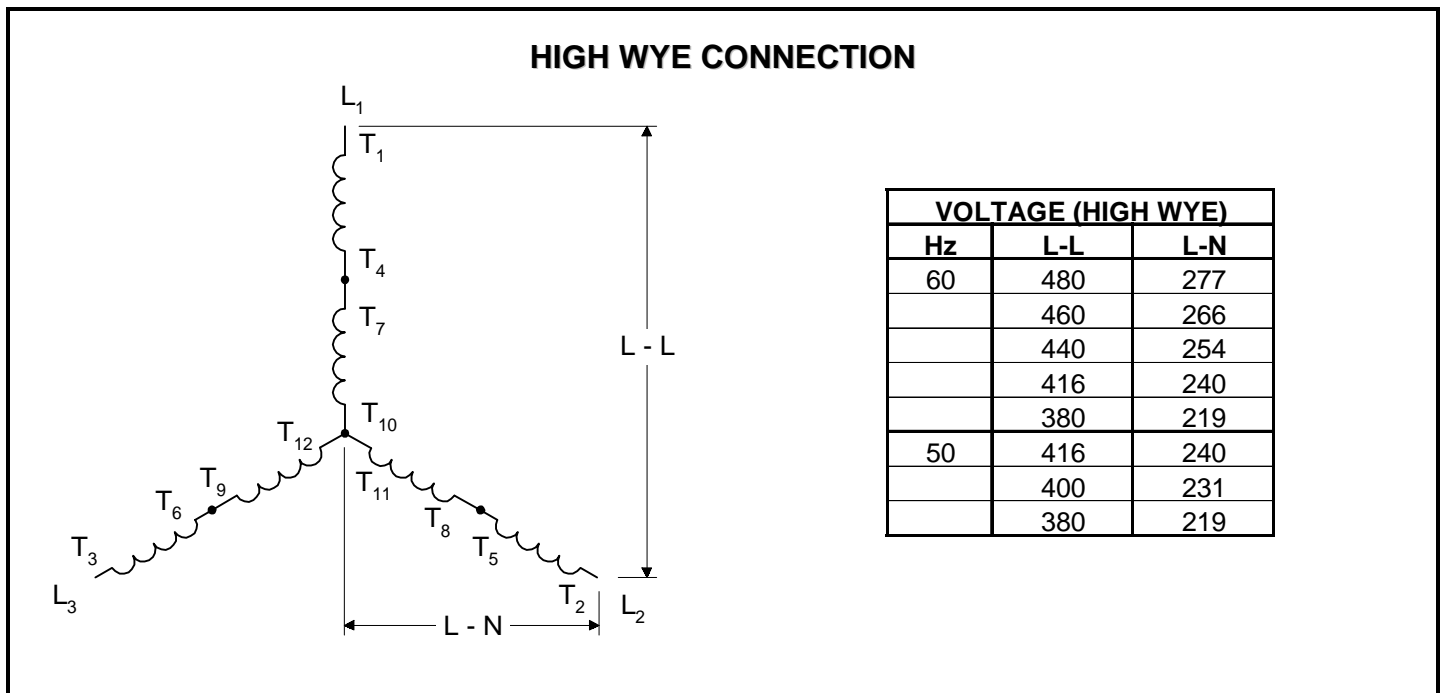 HIGH WYE CONNECTION
L1
T1
T4
T7
L - L
T10
T12
T11
T9
T6
T8
T3
T5
L3
T2
L2
L - N
VOLTAGE (HIGH WYE)
Hz L-L L-N
60 480 277
460 266
440 254
416 240
380 219
50 416 240
400 231
380 219